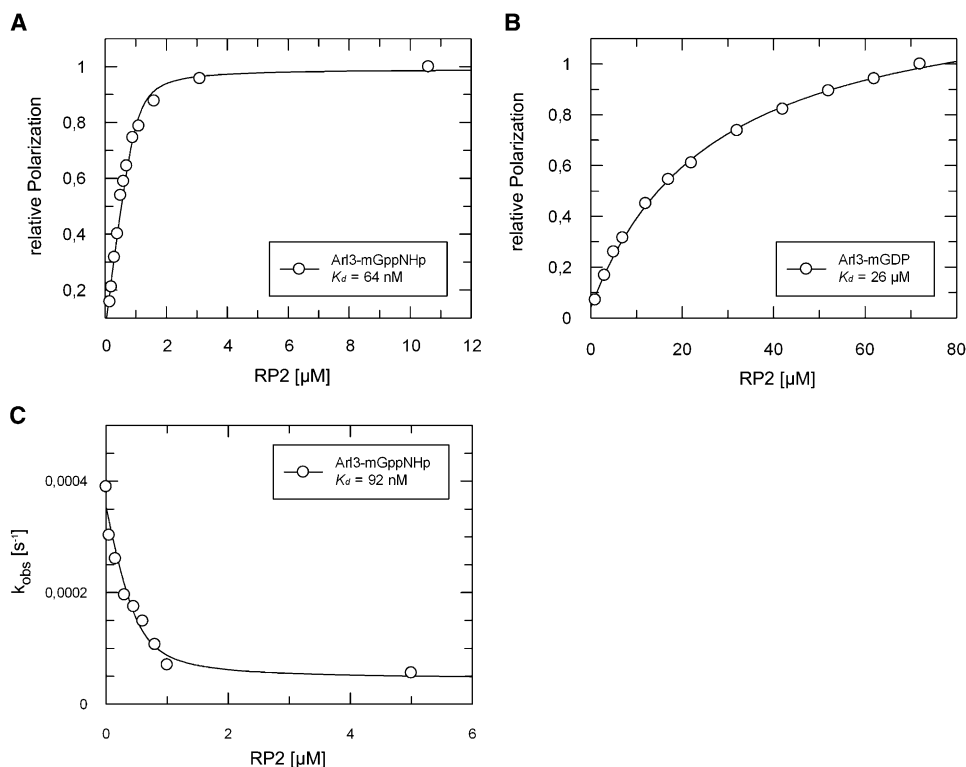 A
relative Polarization
1
0,8
0,6
0,4
0,2
0 2 4 6 8 10 12
RP2 [µM]
Arl3-mGppNHp
Kd = 64 nM
B
relative Polarization
1
0,8
0,6
0,4
0,2
0
0 20 40 60 80
RP2 [µM]
Arl3-mGDP
Kd = 26 µM
C
kobs [s-1]
0,0004
0,0002
0
0 2 4 6
RP2 [µM]
Arl3-mGppNHp
Kd = 92 nM